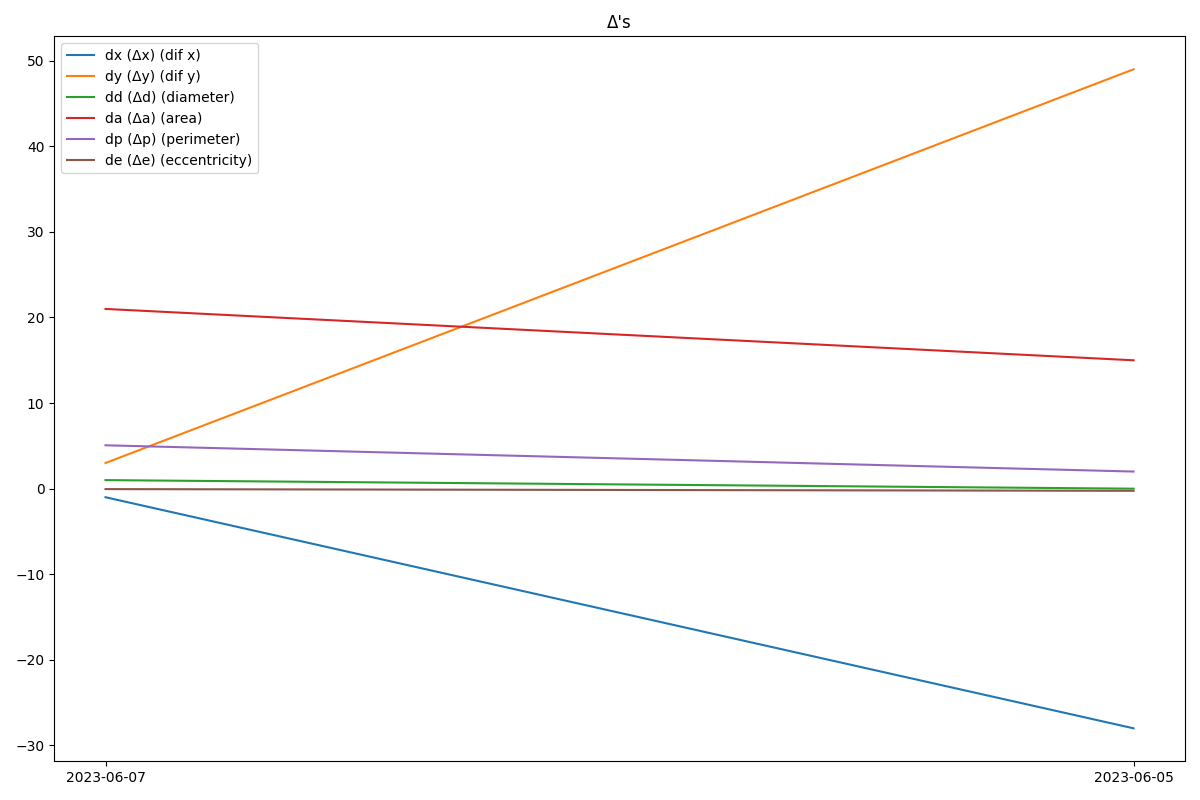 Δ's
dx (Δx) (dif x)
dy (Δy) (dif y)
dd (Δd) (diameter)
da (Δa) (area)
dp (Δp) (perimeter)
de (Δe) (eccentricity)
50
40
30
20
10
0
−10
−20
−30
2023-06-07 2023-06-05